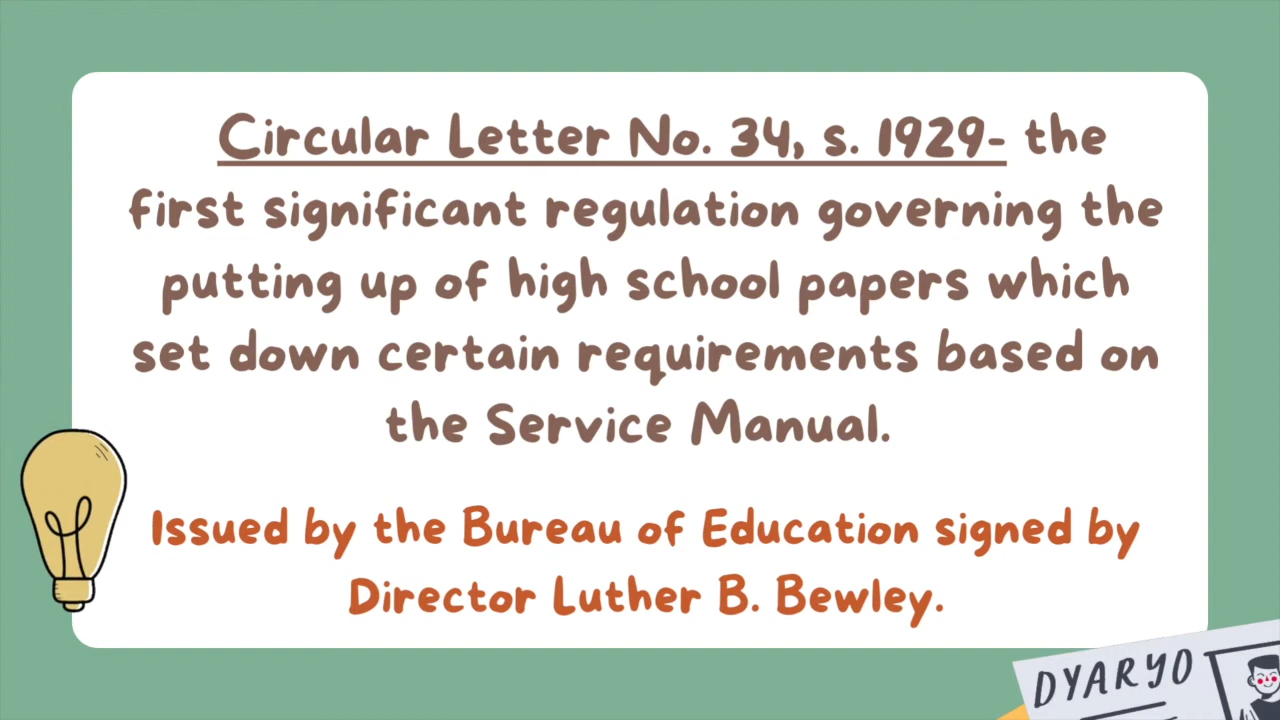 Circular Letter No. 34, s. 1929- the
first significant regulation governing the
putting up of high school papers which
set down certain requirements based on
the Service Manual.
Issued by the Bureau of Education signed by
Director Luther B. Bewley.
DYARYO